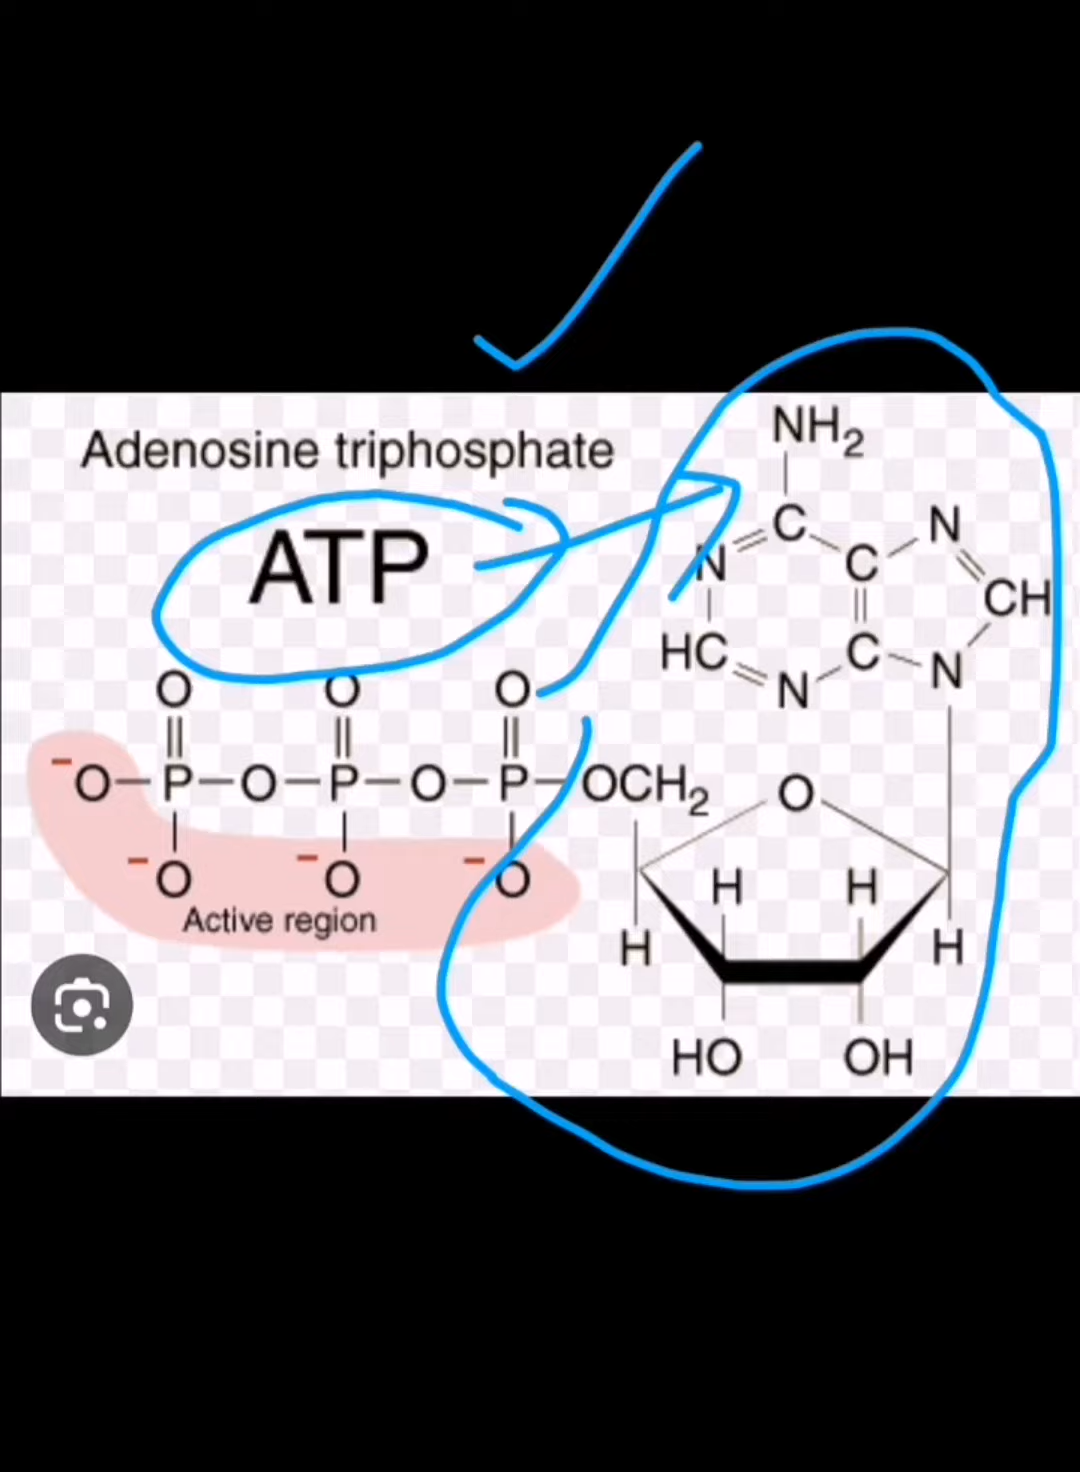 Adenosine triphosphate
ATP
NH2
N C C N CH
HC N C N
O O O
-O-P-O-P-O-P-OCH2 O
-O -O -O H H
Active region
H H
HO OH